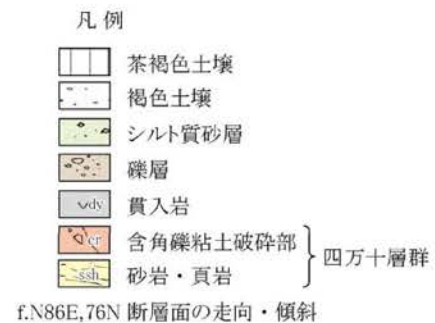 凡例
茶褐色土壌
褐色土壌
シルト質砂層
礫層
dy 貫入岩
cr 含角礫粘土破砕部
四万十層群
ssh 砂岩・頁岩
f.N86E,76N 断層面の走向・傾斜